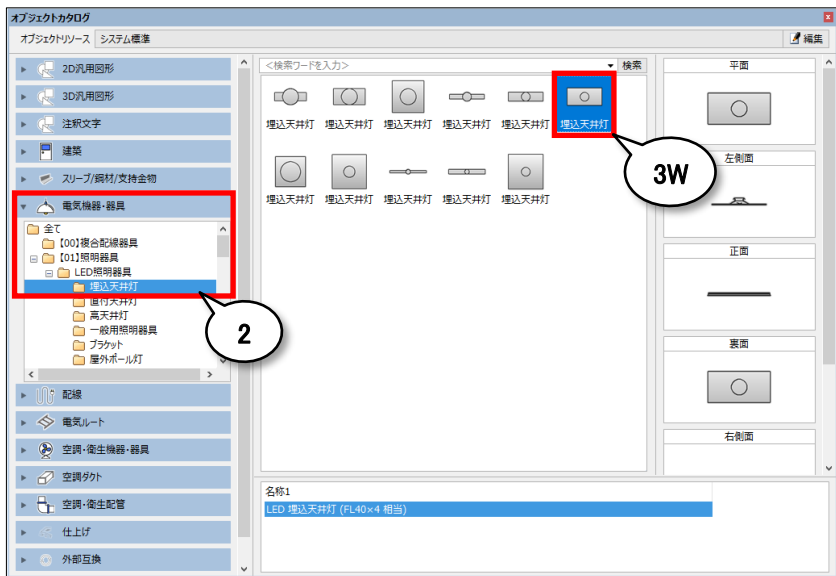 オブジェクトカタログ
オブジェクトリソース システム標準
編集
2D汎用図形
3D汎用図形
注釈文字
建築
スリーブ/鋼材/支持金物
電気機器・器具
全て
【00】複合配線器具
【01】照明器具
LED照明器具
埋込天井灯
直付天井灯
高天井灯
一般用照明器具
ブラケット
屋外ポール灯
2
配線
電気ルート
空調・衛生機器・器具
空調ダクト
空調・衛生配管
仕上げ
外部互換
<検索ワードを入力> 検索
埋込天井灯 埋込天井灯 埋込天井灯 埋込天井灯 埋込天井灯 埋込天井灯
3W
埋込天井灯 埋込天井灯 埋込天井灯 埋込天井灯 埋込天井灯
名称1
LED 埋込天井灯 (FL40×4 相当)
平面
左側面
正面
裏面
右側面